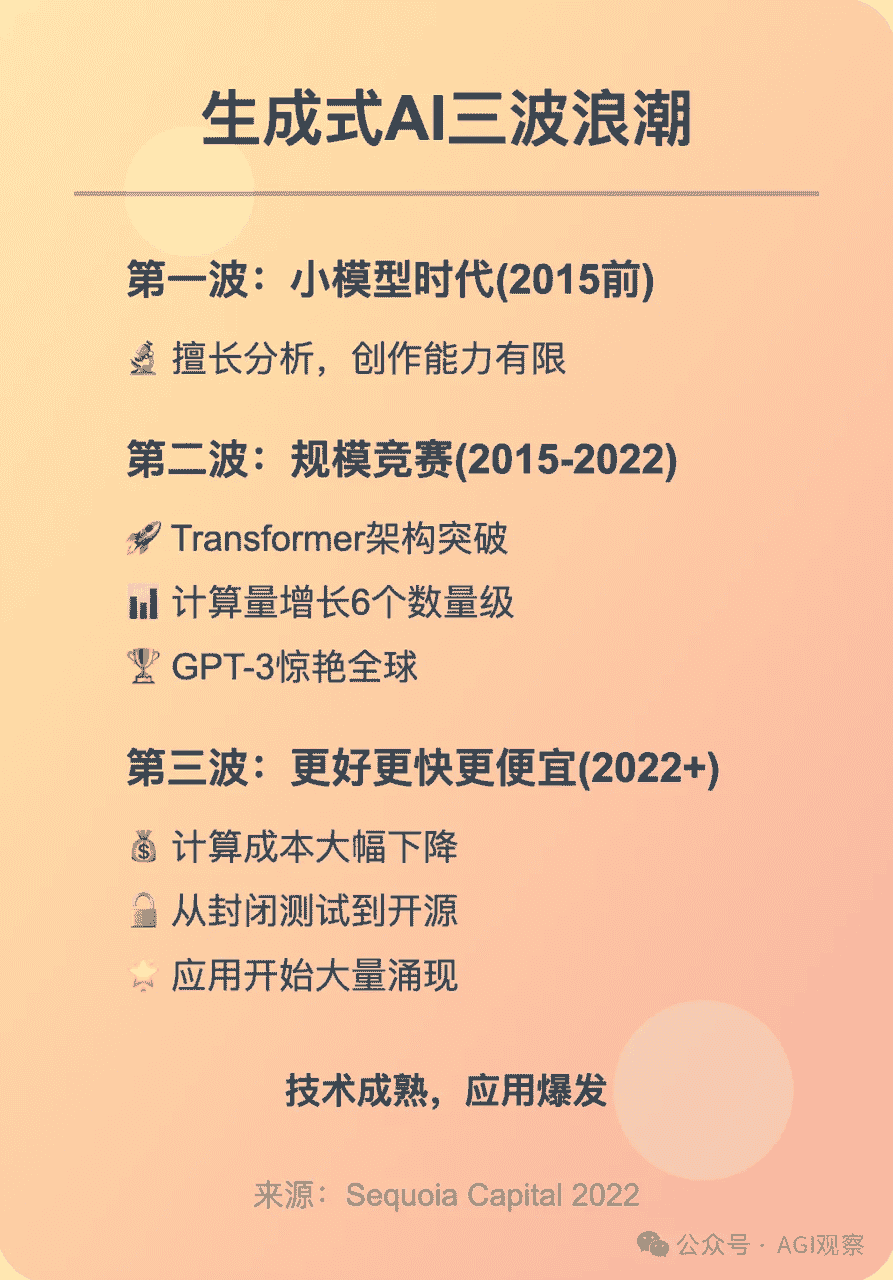 生成式AI三波浪潮
第一波：小模型时代(2015前)
擅长分析，创作能力有限
第二波：规模竞赛(2015-2022)
Transformer架构突破
计算量增长6个数量级
GPT-3惊艳全球
第三波：更好更快更便宜(2022+)
计算成本大幅下降
从封闭测试到开源
应用开始大量涌现
技术成熟，应用爆发
来源：Sequoia Capital 2022
公众号 · AGI观察